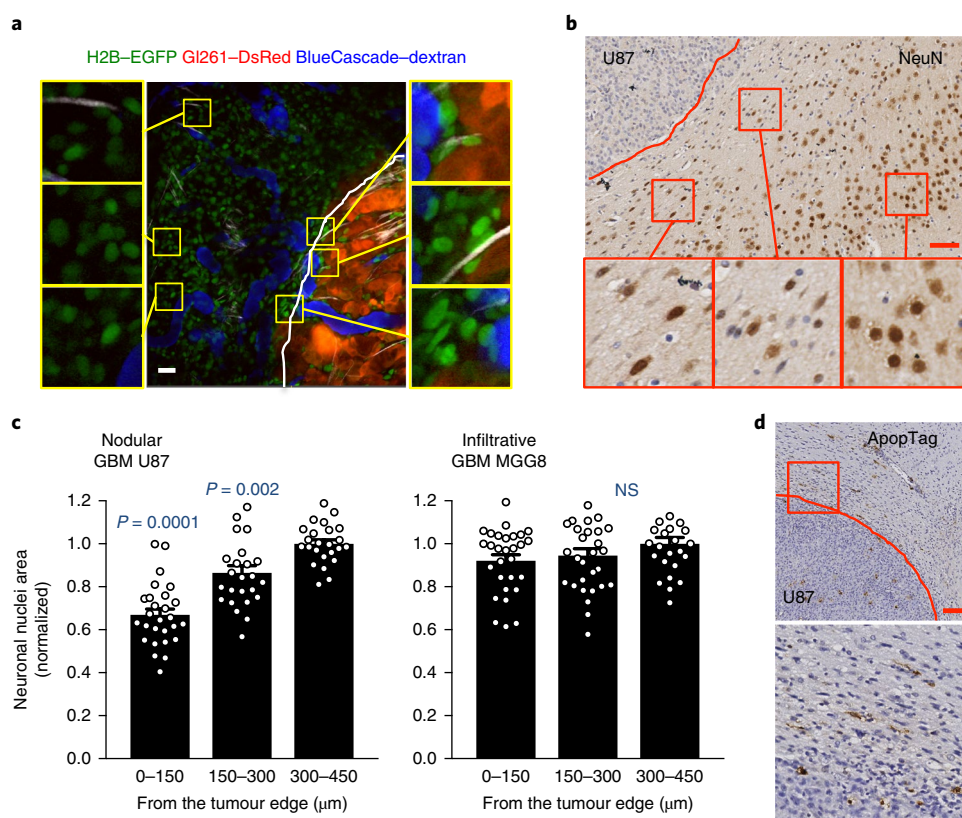 a
H2B–EGFP Gl261–DsRed BlueCascade–dextran
b
U87
NeuN
c
Nodular
GBM U87
Infiltrative
GBM MGG8
P = 0.0001
P = 0.002
NS
Neuronal nuclei area
(normalized)
1.2
1.0
0.8
0.6
0.4
0.2
0.0
0–150
150–300
300–450
From the tumour edge (μm)
1.2
1.0
0.8
0.6
0.4
0.2
0.0
0–150
150–300
300–450
From the tumour edge (μm)
d
ApopTag
U87